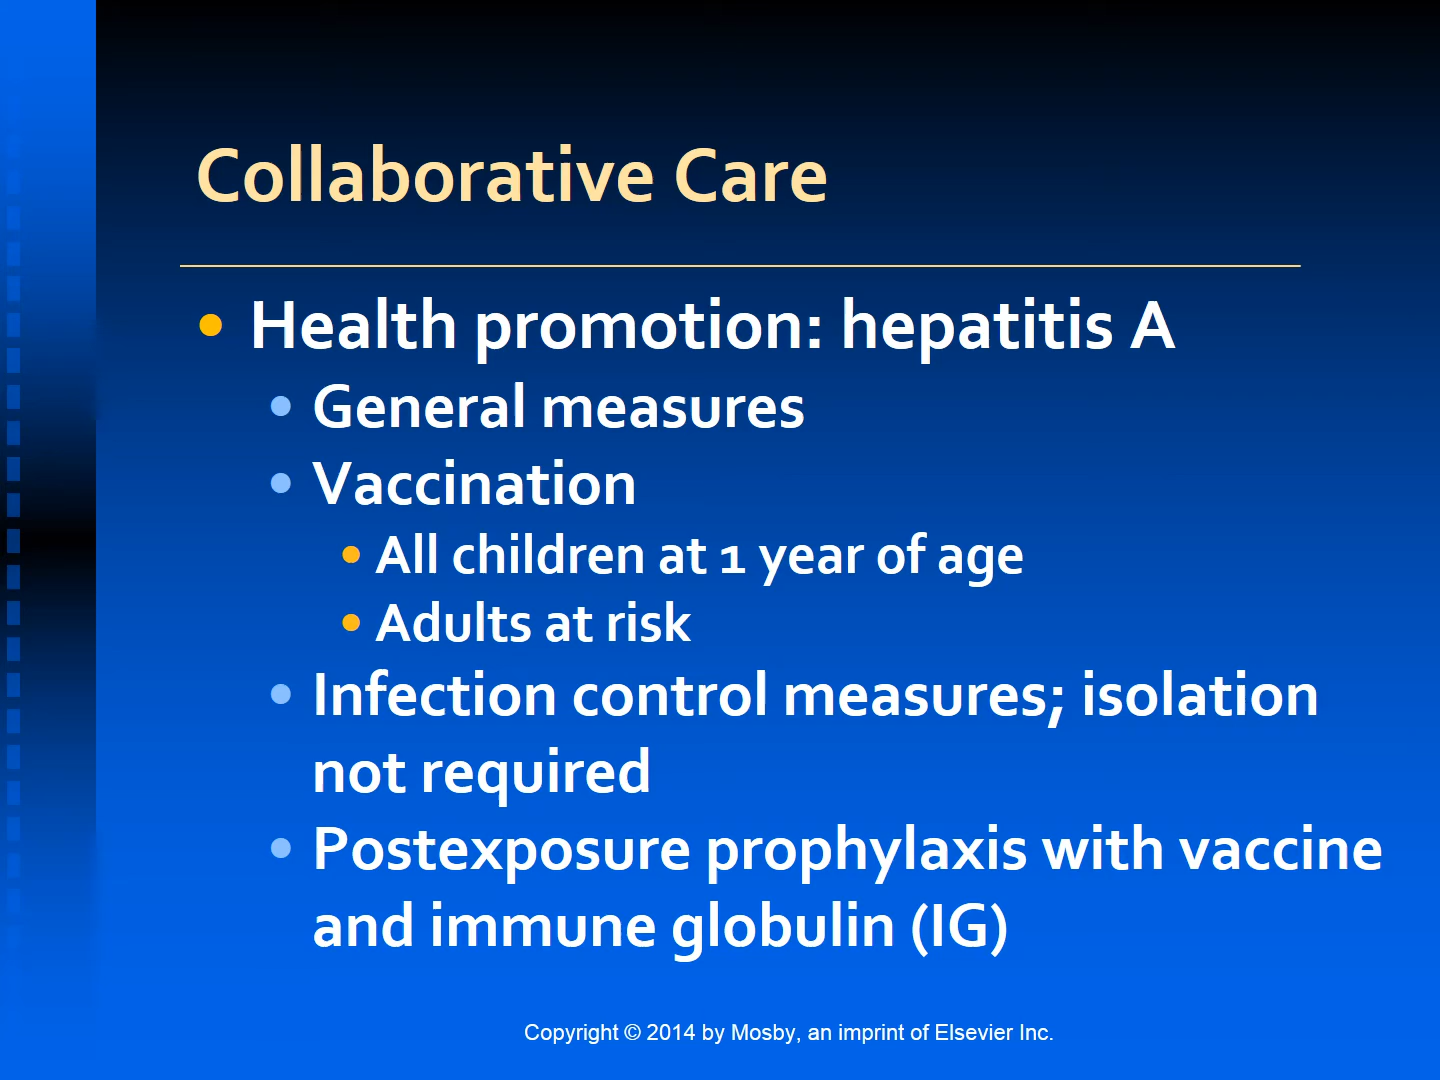 Collaborative Care
• Health promotion: hepatitis A
• General measures
• Vaccination
• All children at 1 year of age
• Adults at risk
• Infection control measures; isolation
not required
• Postexposure prophylaxis with vaccine
and immune globulin (IG)
Copyright © 2014 by Mosby, an imprint of Elsevier Inc.